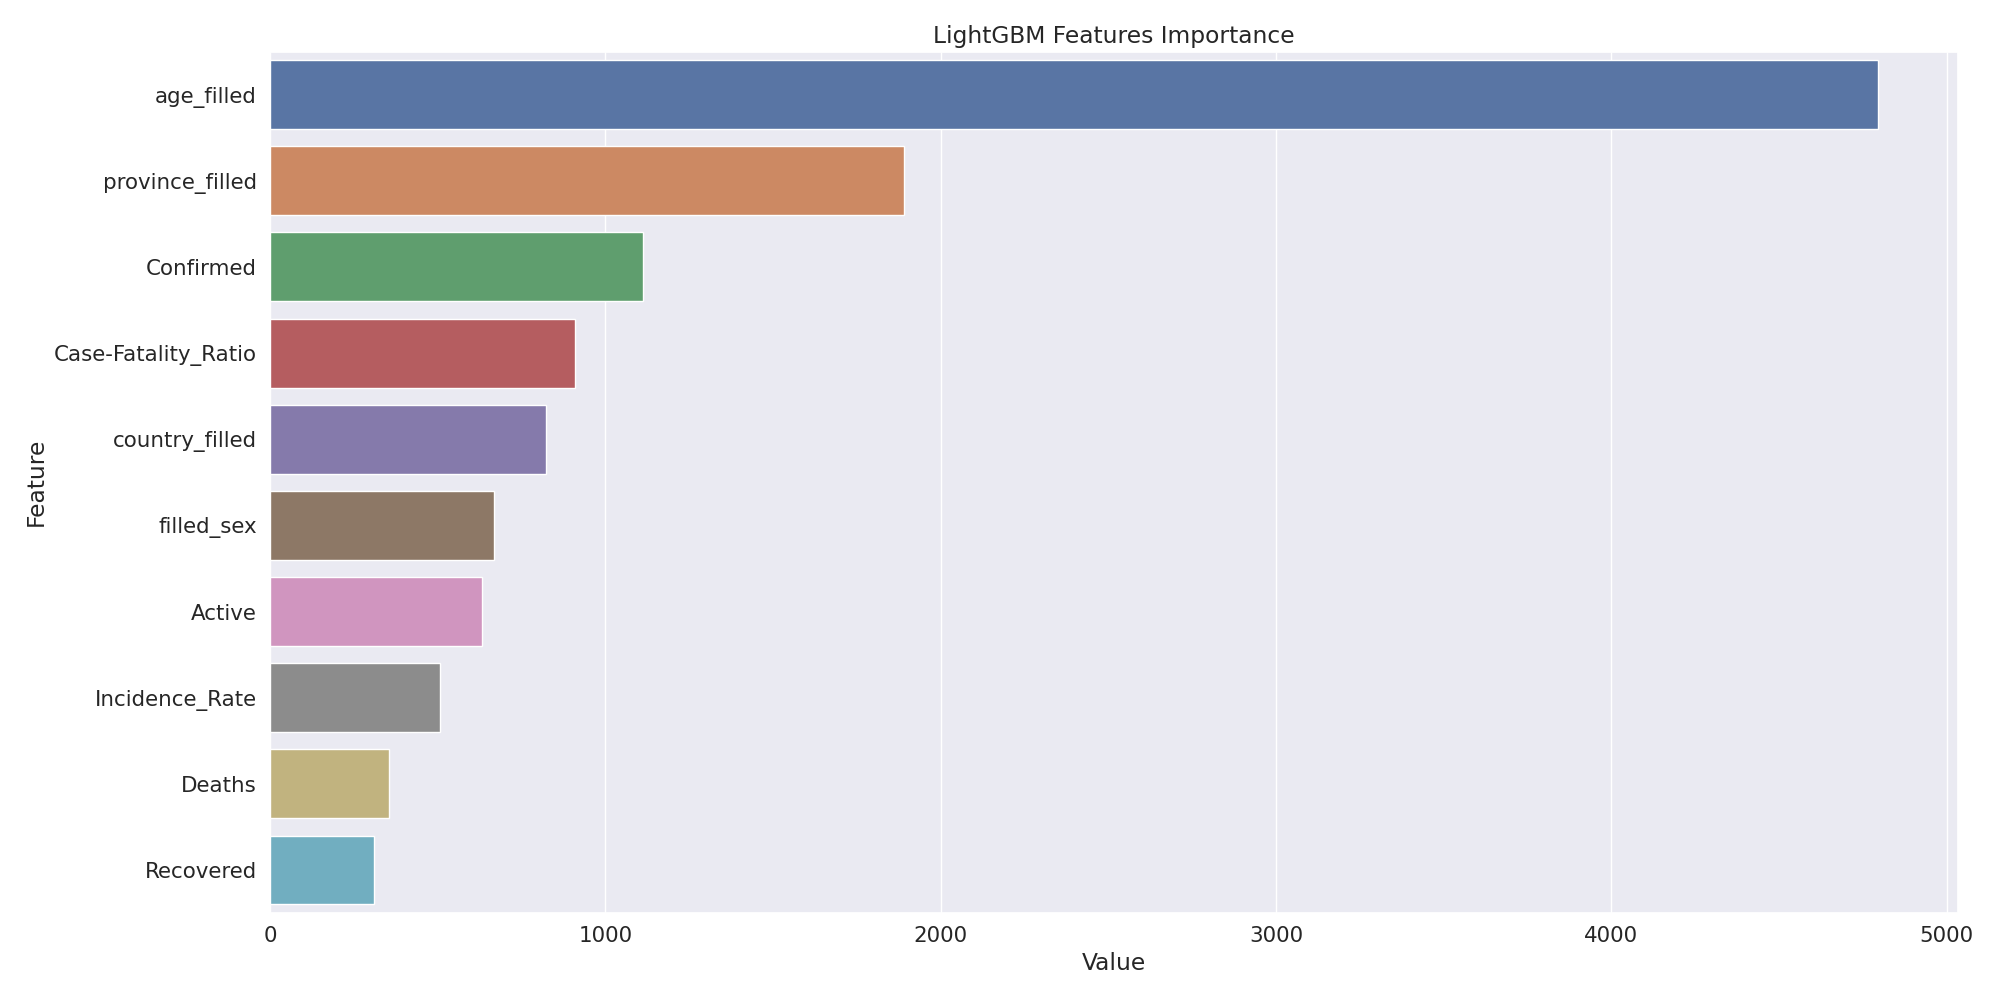 LightGBM Features Importance
age_filled
province_filled
Confirmed
Case-Fatality_Ratio
country_filled
filled_sex
Active
Incidence_Rate
Deaths
Recovered
Feature
0 1000 2000 3000 4000 5000
Value